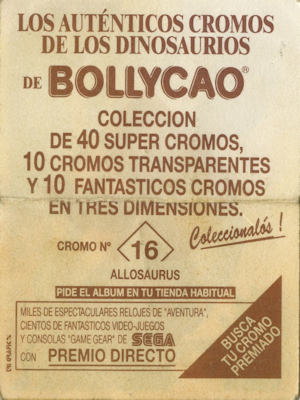 LOS AUTÉNTICOS CROMOS
DE LOS DINOSAURIOS
DE BOLLYCAO®
COLECCION
DE 40 SUPER CROMOS,
10 CROMOS TRANSPARENTES
Y 10 FANTASTICOS CROMOS
EN TRES DIMENSIONES.
Coleccionalós!
CROMO Nº 16
ALLOSAURUS
PIDE EL ALBUM EN TU TIENDA HABITUAL
MILES DE ESPECTACULARES RELOJES DE "AVENTURA",
CIENTOS DE FANTASTICOS VIDEO-JUEGOS
Y CONSOLAS "GAME GEAR" DE SEGA
CON PREMIO DIRECTO
BUSCA
TU CROMO
PREMIADO